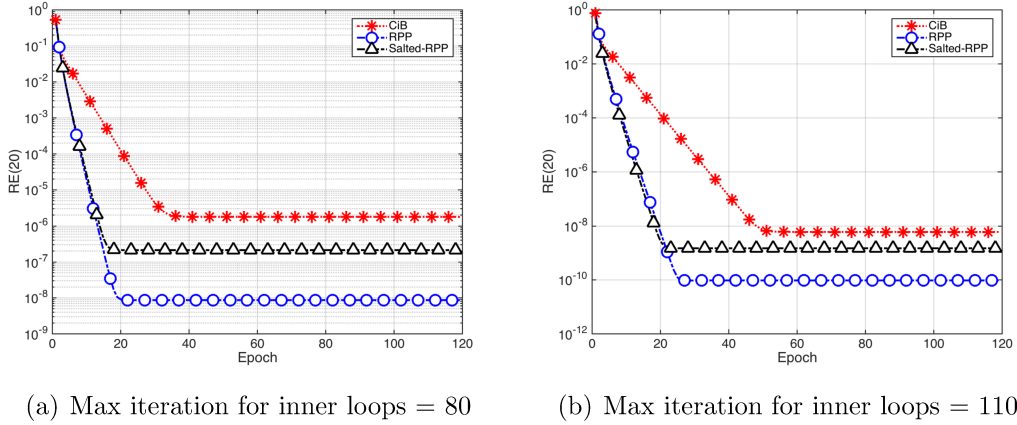 10^0
10^-1
10^-2
10^-3
10^-4
10^-5
10^-6
10^-7
10^-8
10^-9
RE(20)
0 20 40 60 80 100 120
Epoch
CiB
RPP
Salted-RPP
(a) Max iteration for inner loops = 80
10^0
10^-2
10^-4
10^-6
10^-8
10^-10
10^-12
RE(20)
0 20 40 60 80 100 120
Epoch
CiB
RPP
Salted-RPP
(b) Max iteration for inner loops = 110